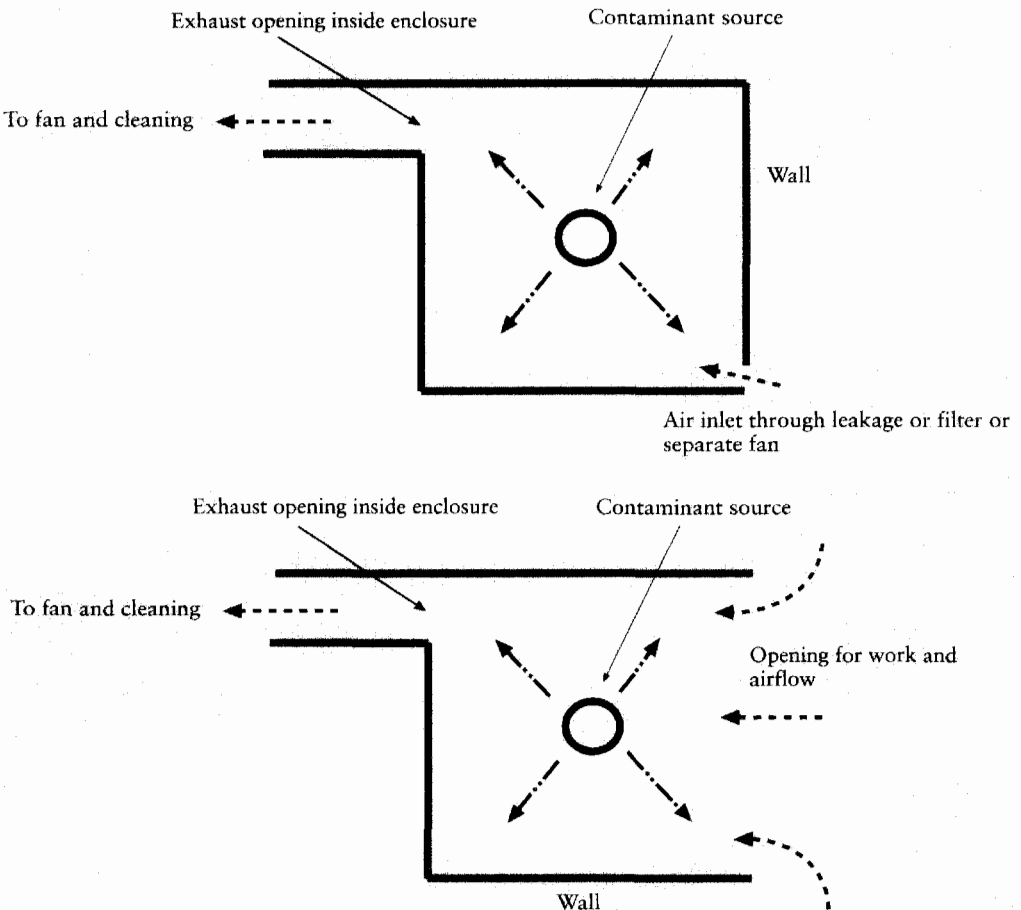 Exhaust opening inside enclosure
Contaminant source
To fan and cleaning
Wall
Air inlet through leakage or filter or
separate fan
Exhaust opening inside enclosure
Contaminant source
To fan and cleaning
Opening for work and
airflow
Wall